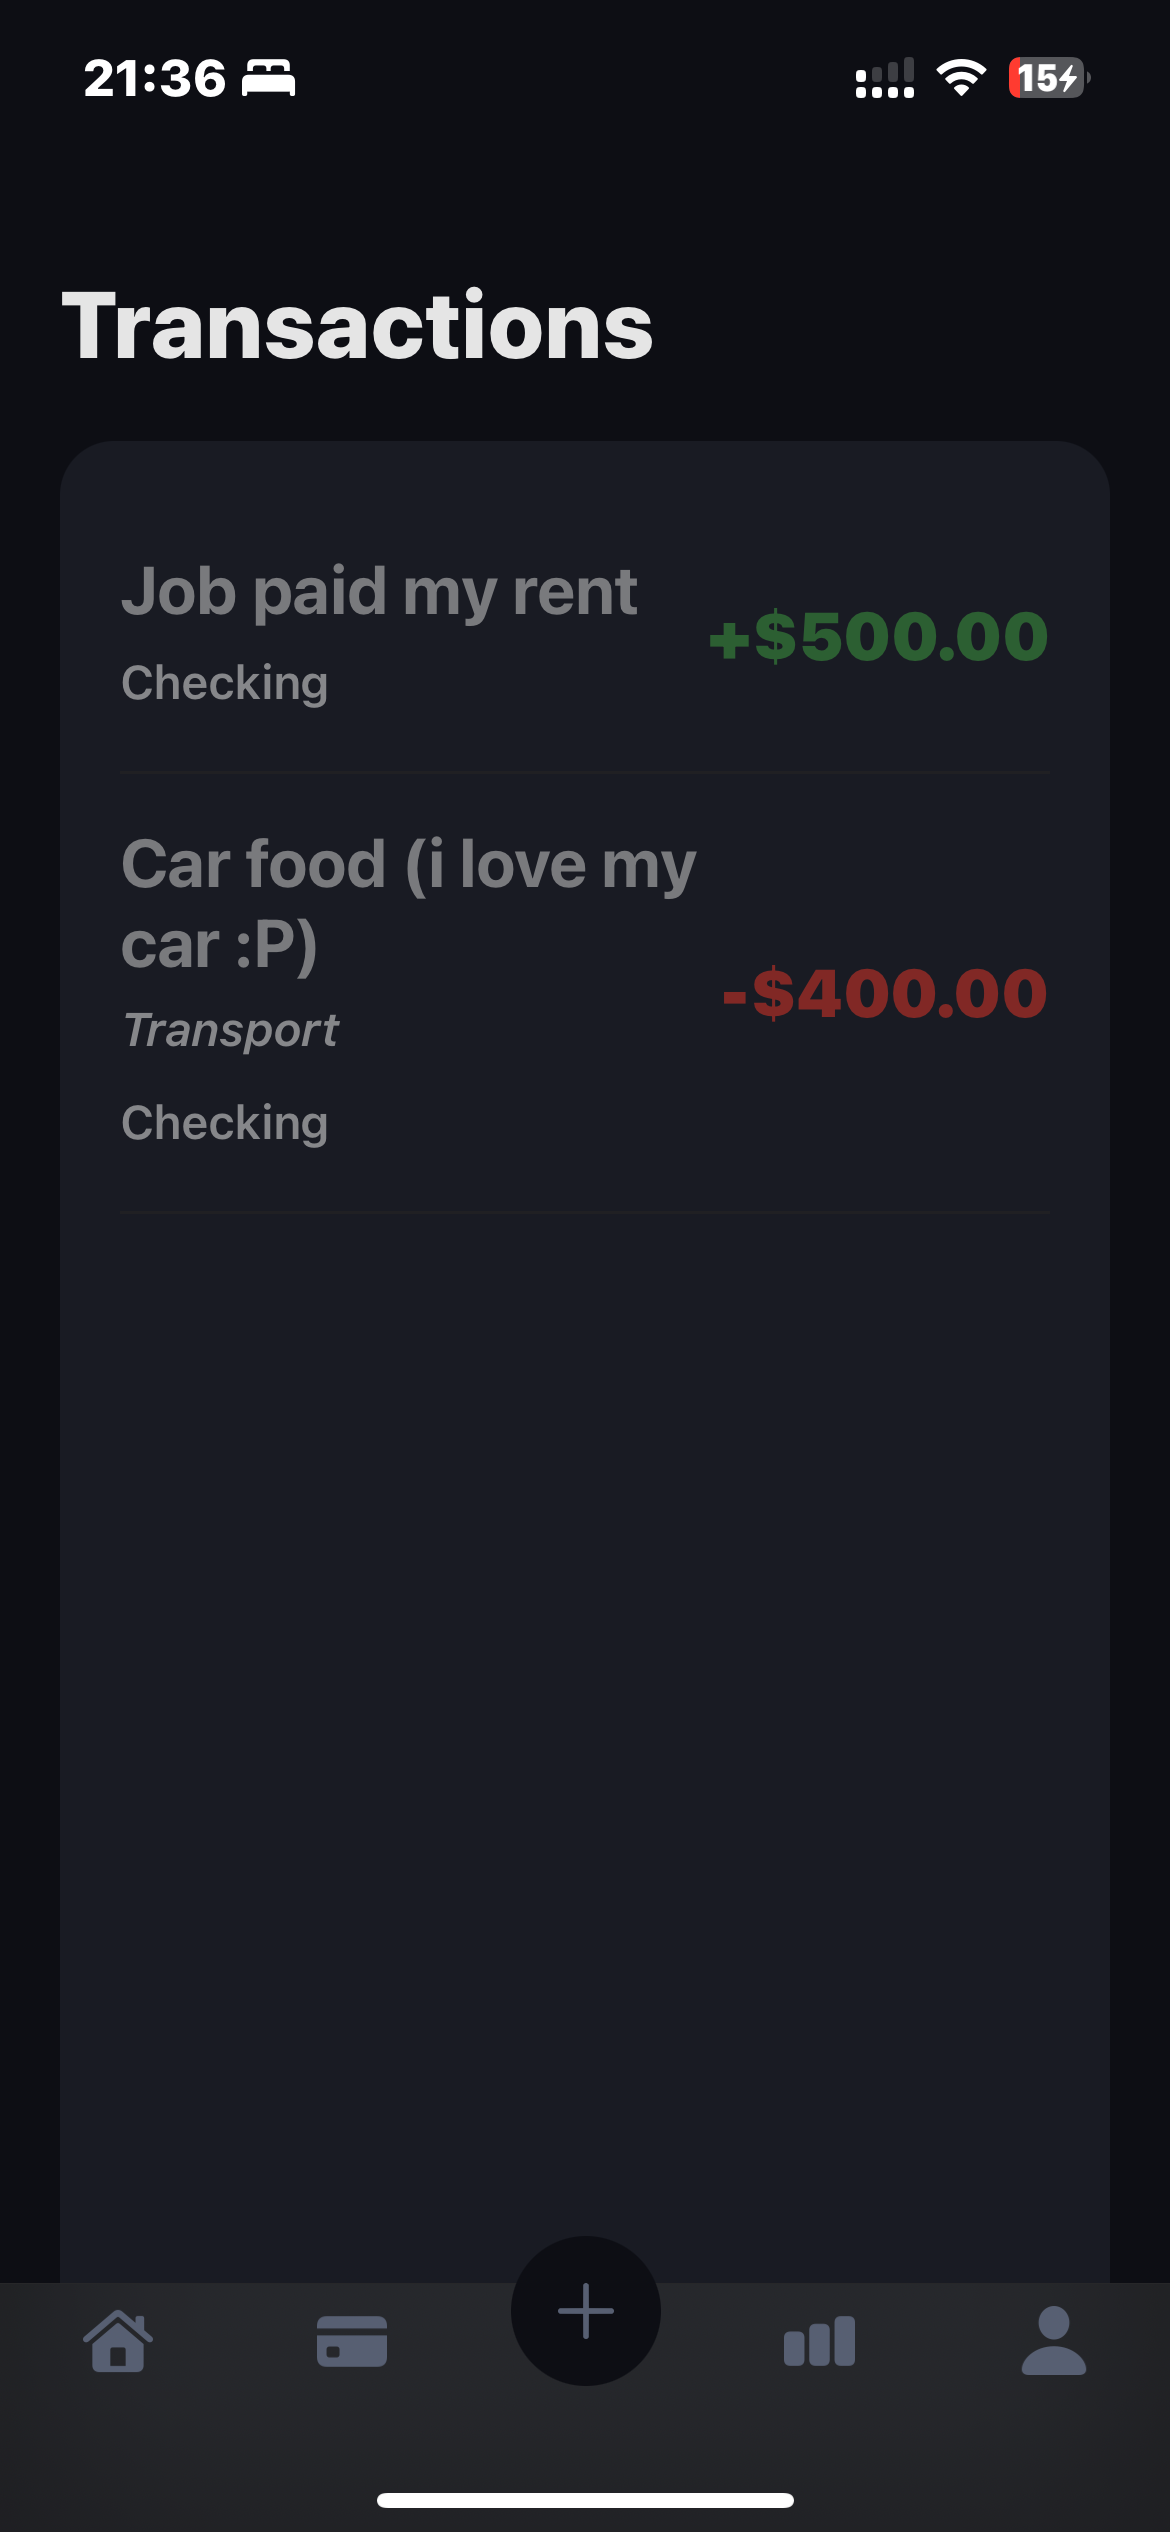 21:36
15
Transactions
Job paid my rent
+$500.00
Checking
Car food (i love my
car :P)
-$400.00
Transport
Checking